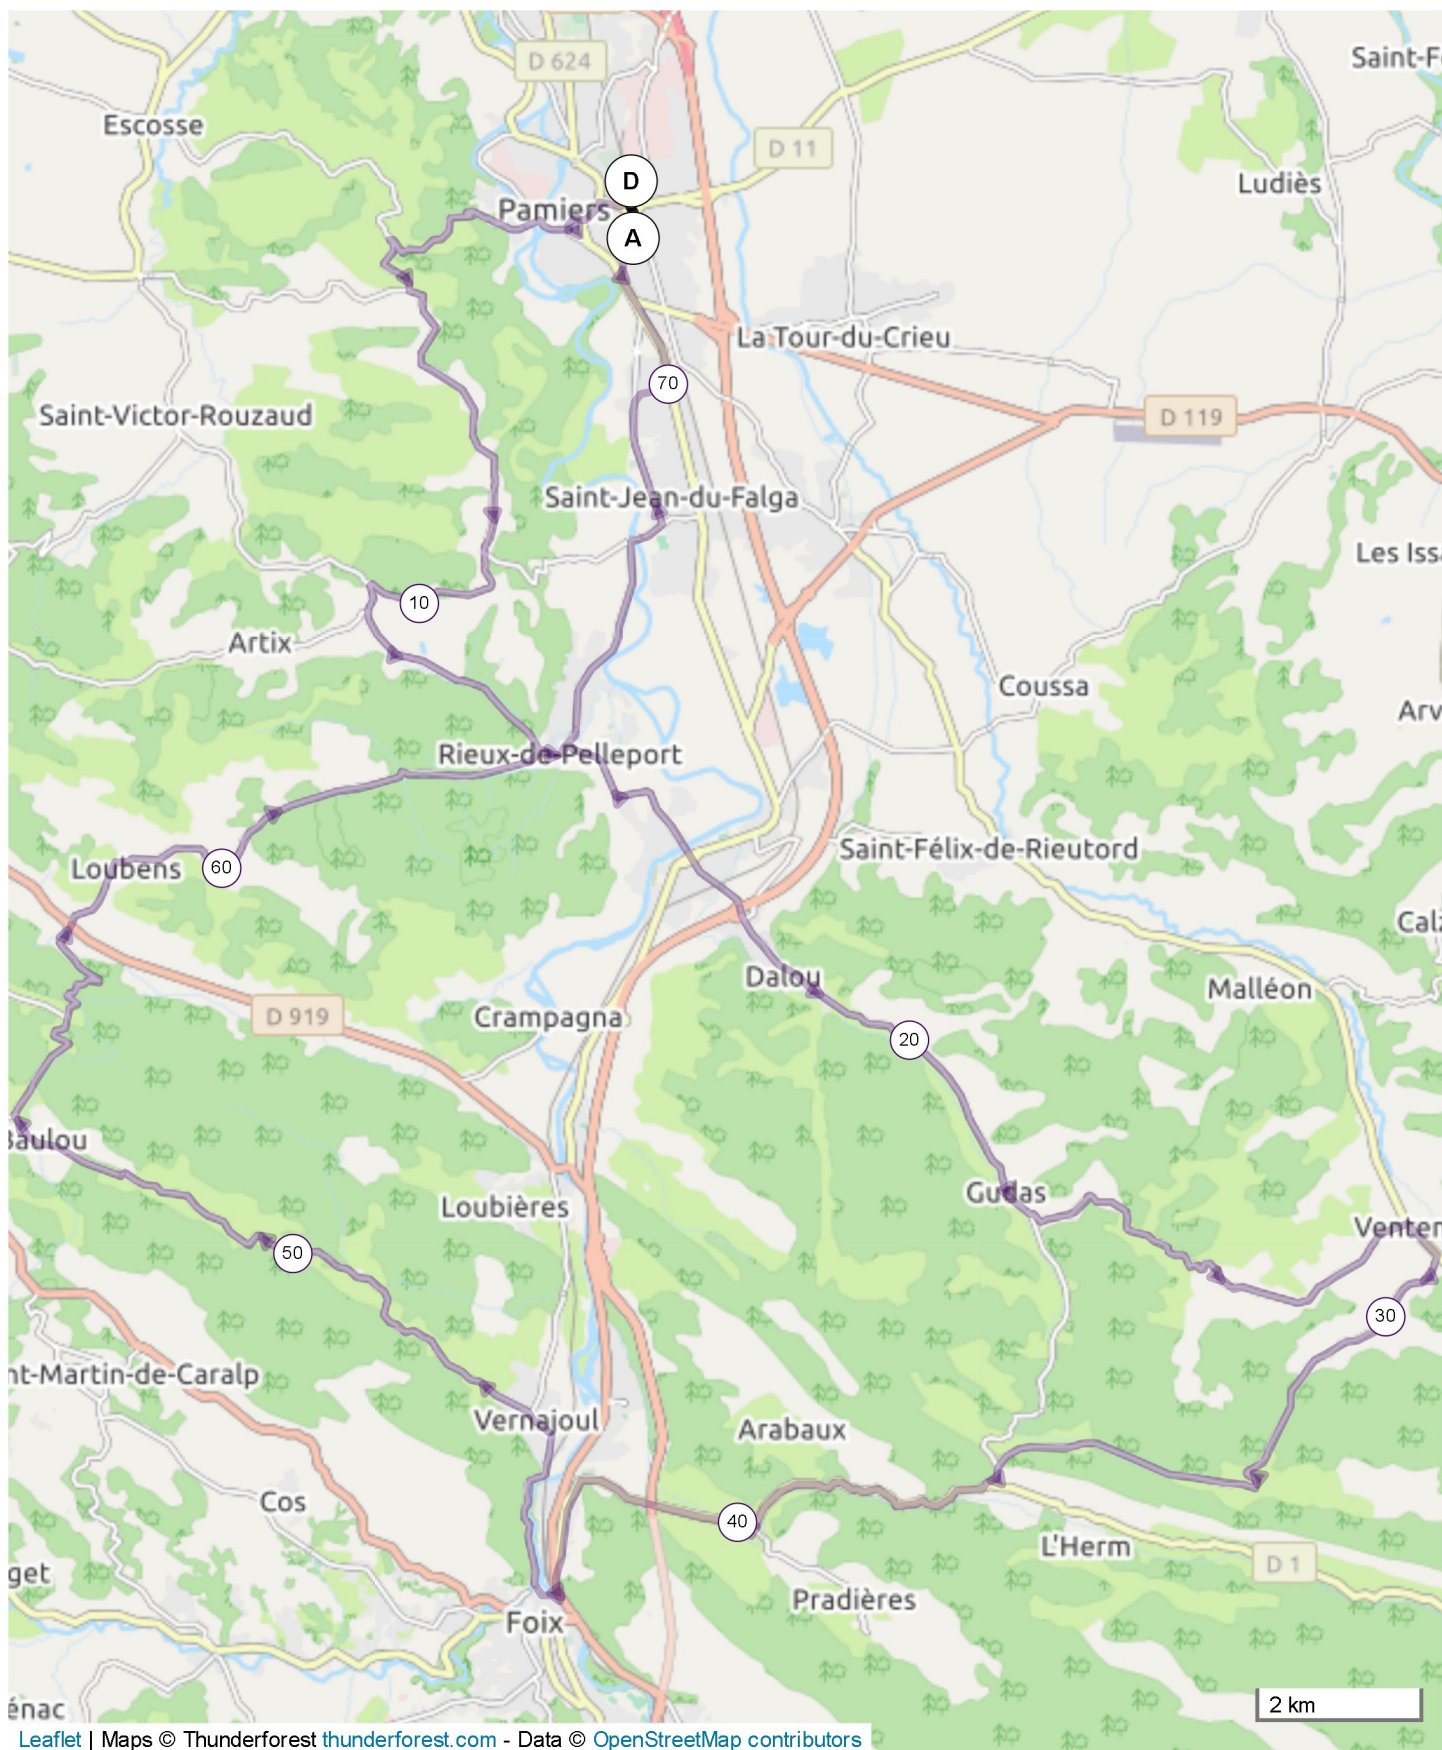 D 624
Saint-F
Escosse
D 11
D
Ludiès
Pamiers
A
La Tour-du-Crieu
70
Saint-Victor-Rouzaud
D 119
Saint-Jean-du-Falga
Les Iss
10
Artix
Coussa
Arv
Rieux-de-Pelleport
Loubens
60
Saint-Félix-de-Rieutord
Cal
Dalou
Malléon
D 919
Crampagna
20
Baulou
Gudas
Loubières
Venter
50
30
nt-Martin-de-Caralp
Vernajoul
Arabaux
Cos
40
L'Herm
D 1
get
Pradières
Foix
énac
2 km
Leaflet | Maps © Thunderforest thunderforest.com - Data © OpenStreetMap contributors